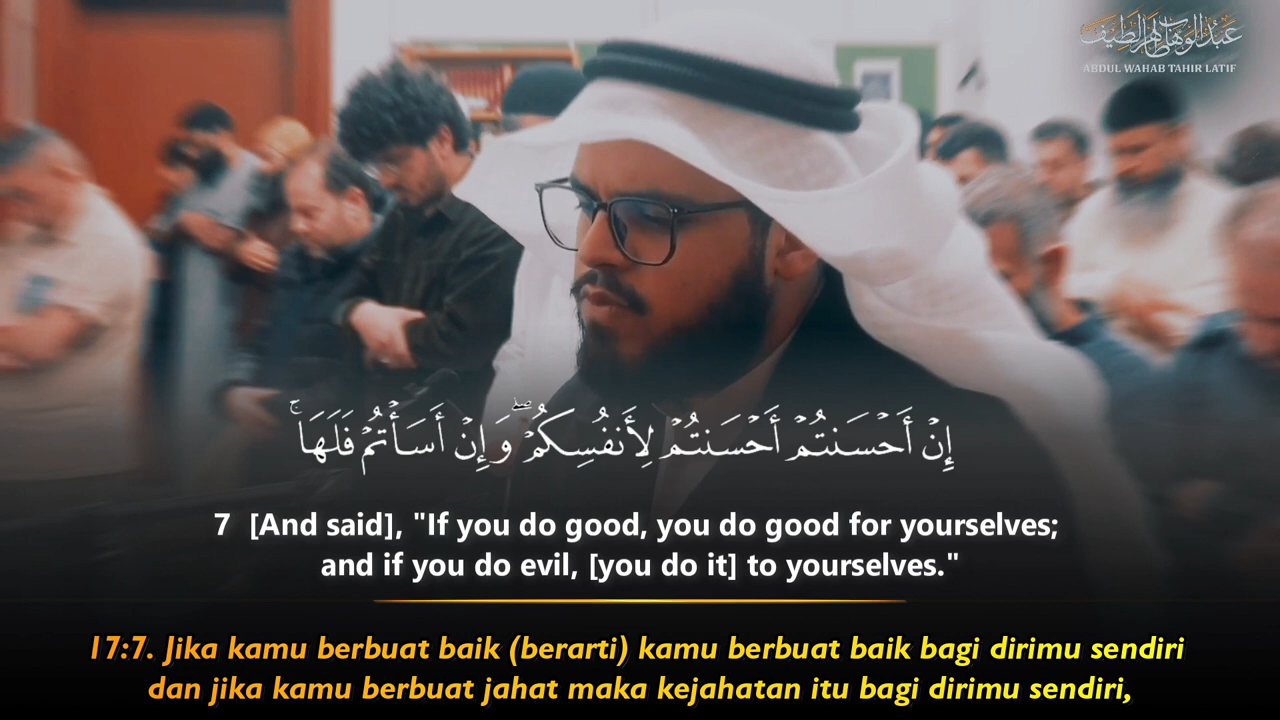 عبد الوهاب طاهر لطيف
ABDUL WAHAB TAHIR LATIF
إِنْ أَحْسَنتُمْ أَحْسَنتُمْ لِأَنفُسِكُمْ ۖ وَإِنْ أَسَأْتُمْ فَلَهَا ۚ
7 [And said], "If you do good, you do good for yourselves;
and if you do evil, [you do it] to yourselves."
17:7. Jika kamu berbuat baik (berarti) kamu berbuat baik bagi dirimu sendiri
dan jika kamu berbuat jahat maka kejahatan itu bagi dirimu sendiri,